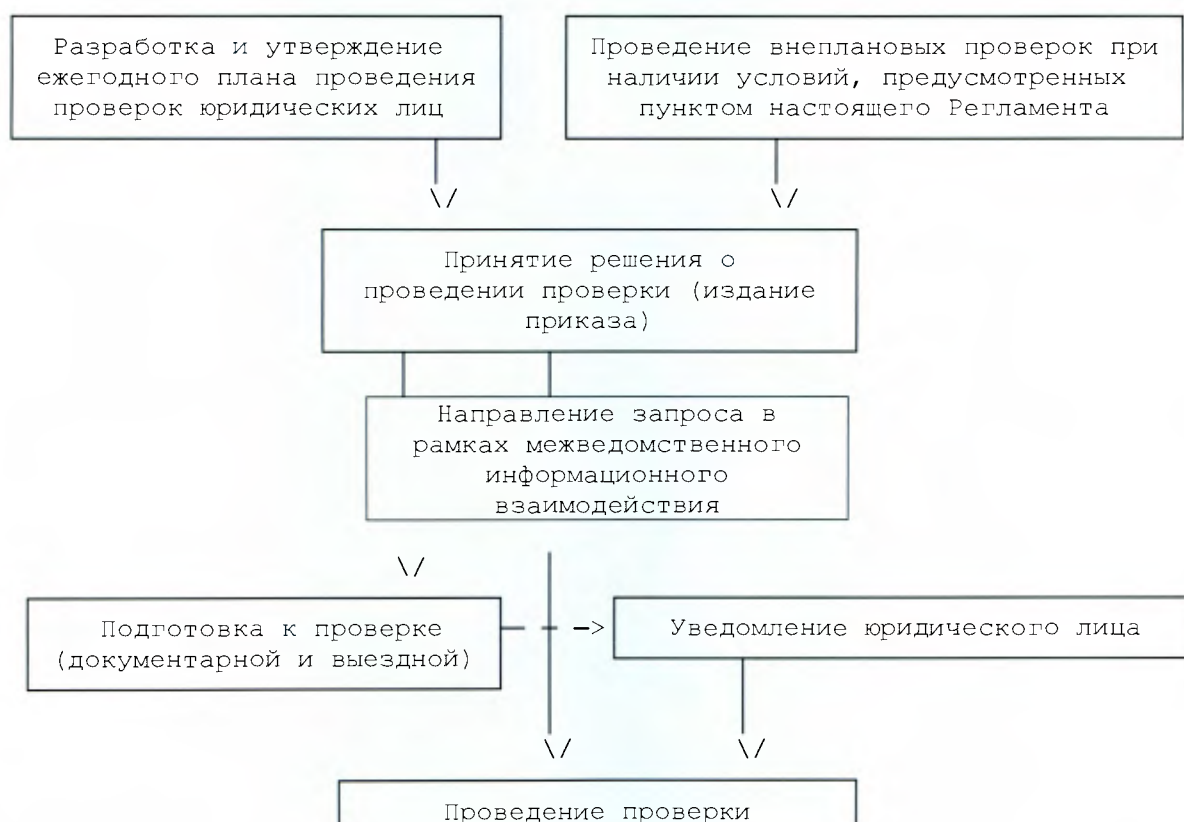 Разработка и утверждение
ежегодного плана проведения
проверок юридических лиц
Проведение внеплановых проверок при
наличии условий, предусмотренных
пунктом настоящего Регламента
\/
\/
Принятие решения о
проведении проверки (издание
приказа)
Направление запроса в
рамках межведомственного
информационного
взаимодействия
\/
Подготовка к проверке
(документарной и выездной)
— — —>
Уведомление юридического лица
\/
\/
Проведение проверки